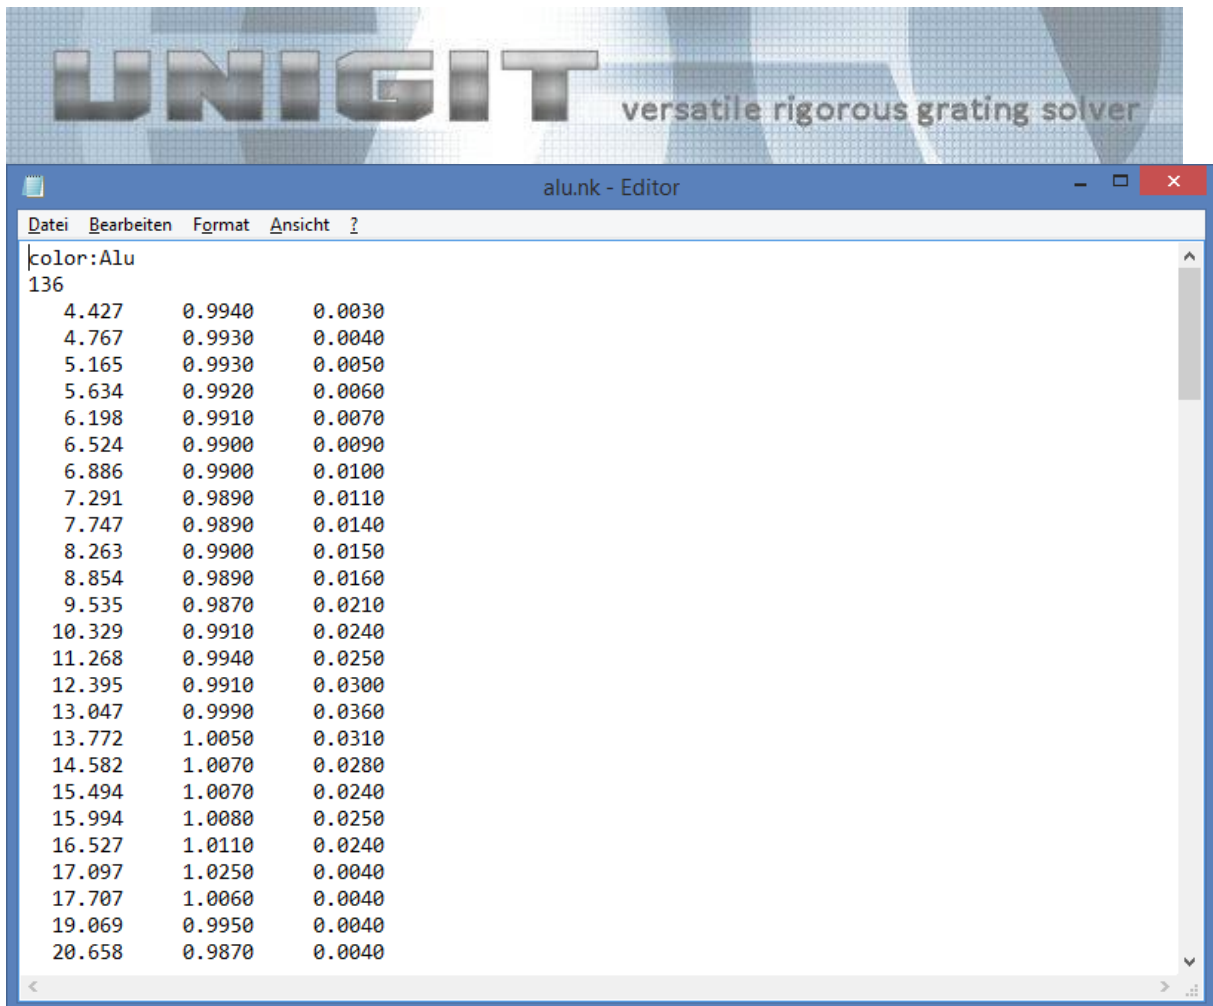 UNIGIT
versatile rigorous grating solver
alu.nk - Editor
Datei Bearbeiten Format Ansicht ?
color:Alu
136
4.427 0.9940 0.0030
4.767 0.9930 0.0040
5.165 0.9930 0.0050
5.634 0.9920 0.0060
6.198 0.9910 0.0070
6.524 0.9900 0.0090
6.886 0.9900 0.0100
7.291 0.9890 0.0110
7.747 0.9890 0.0140
8.263 0.9900 0.0150
8.854 0.9890 0.0160
9.535 0.9870 0.0210
10.329 0.9910 0.0240
11.268 0.9940 0.0250
12.395 0.9910 0.0300
13.047 0.9990 0.0360
13.772 1.0050 0.0310
14.582 1.0070 0.0280
15.494 1.0070 0.0240
15.994 1.0080 0.0250
16.527 1.0110 0.0240
17.097 1.0250 0.0040
17.707 1.0060 0.0040
19.069 0.9950 0.0040
20.658 0.9870 0.0040